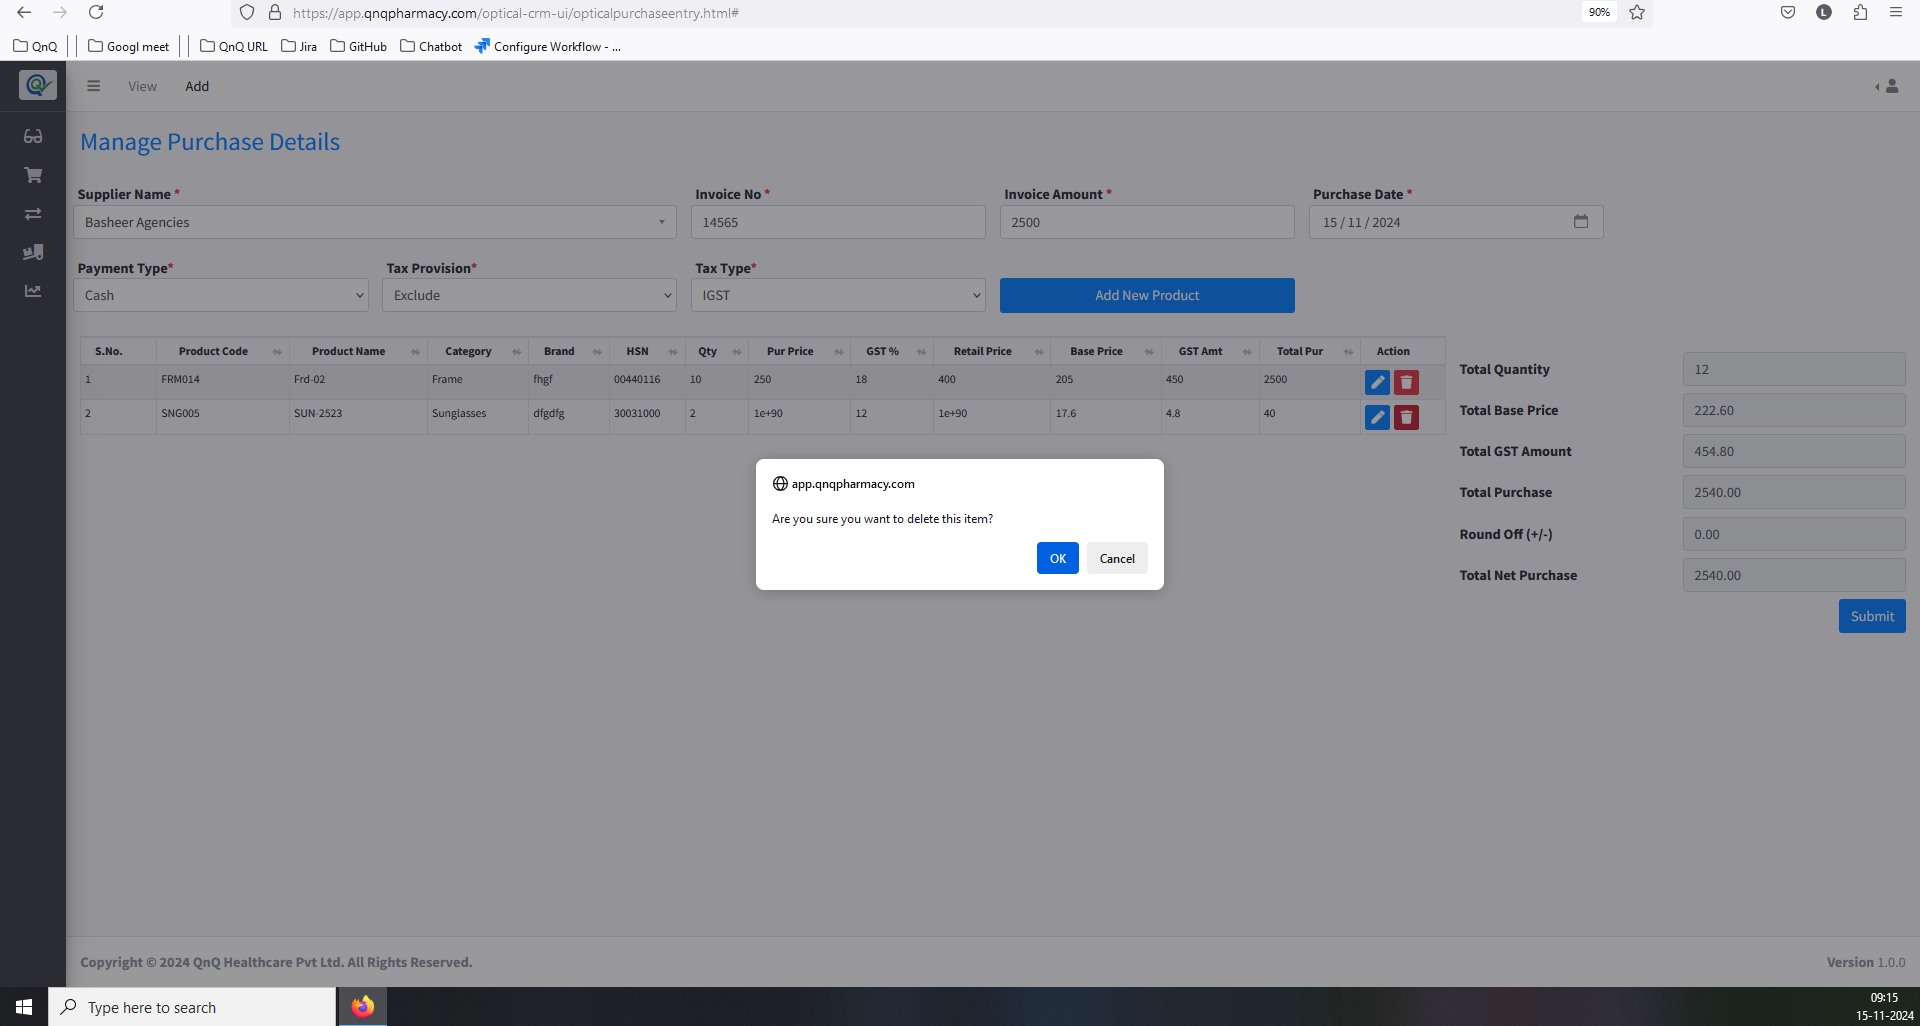 https://app.qnqpharmacy.com/optical-crm-ui/opticalpurchaseentry.html#
90%
L
QnQ
Googl meet
QnQ URL
Jira
GitHub
Chatbot
Configure Workflow - ...
View
Add
Manage Purchase Details
Supplier Name * Invoice No * Invoice Amount * Purchase Date *
Basheer Agencies 14565 2500 15 / 11 / 2024
Payment Type* Tax Provision* Tax Type*
Cash Exclude IGST Add New Product
S.No. Product Code Product Name Category Brand HSN Qty Pur Price GST % Retail Price Base Price GST Amt Total Pur Action
1 FRM014 Frd-02 Frame fhgf 00440116 10 250 18 400 205 450 2500
2 SNG005 SUN-2523 Sunglasses dfgdfg 30031000 2 1e+90 12 1e+90 17.6 4.8 40
Total Quantity 12
Total Base Price 222.60
Total GST Amount 454.80
Total Purchase 2540.00
Round Off (+/-) 0.00
Total Net Purchase 2540.00
Submit
app.qnqpharmacy.com
Are you sure you want to delete this item?
OK Cancel
Copyright © 2024 QnQ Healthcare Pvt Ltd. All Rights Reserved.
Version 1.0.0
Type here to search
09:15
15-11-2024